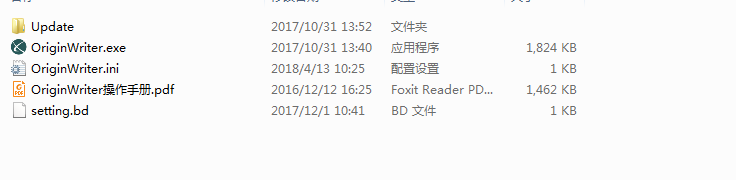 Update 2017/10/31 13:52 文件夹
OriginWriter.exe 2017/10/31 13:40 应用程序 1,824 KB
OriginWriter.ini 2018/4/13 10:25 配置设置 1 KB
OriginWriter操作手册.pdf 2016/12/12 16:25 Foxit Reader PD... 1,462 KB
setting.bd 2017/12/1 10:41 BD 文件 1 KB